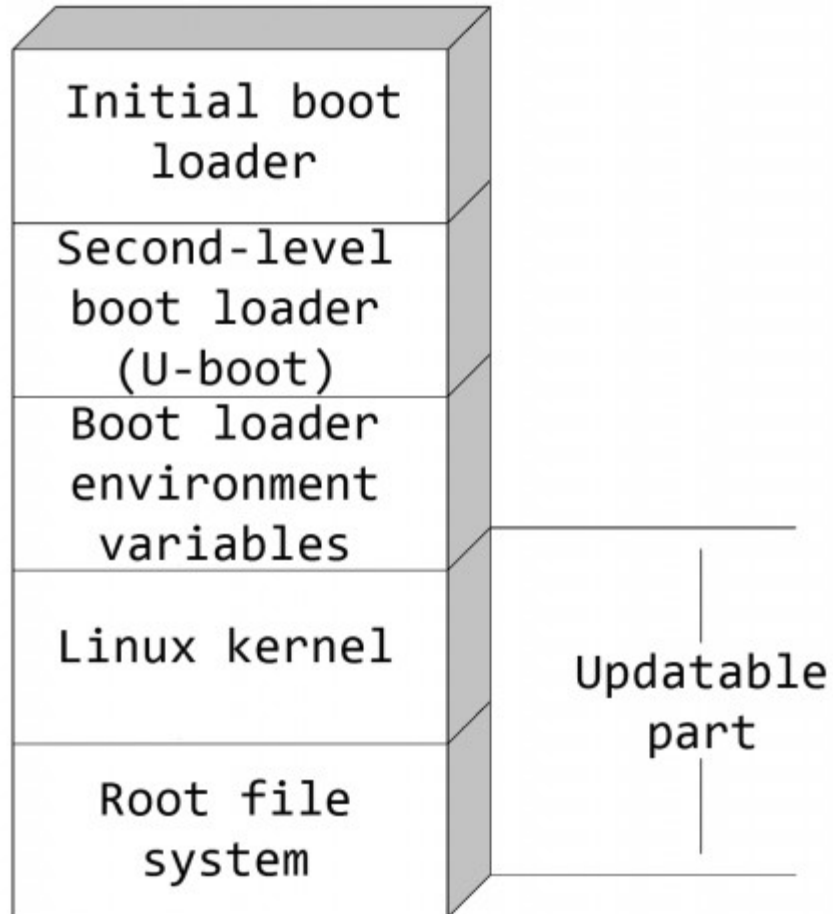 Initial boot
loader
Second-level
boot loader
(U-boot)
Boot loader
environment
variables
Linux kernel
Updatable
part
Root file
system